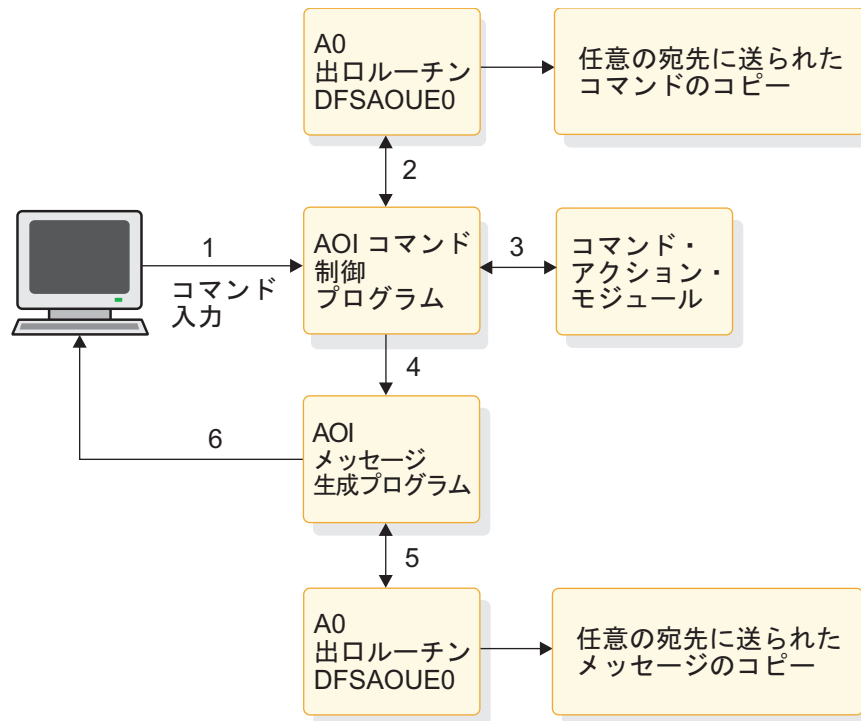 A0
出口ルーチン
DFSAOUE0
任意の宛先に送られた
コマンドのコピー
2
1
コマンド
入力
AOI コマンド
制御
プログラム
3
コマンド・
アクション・
モジュール
4
6
AOI
メッセージ
生成プログラム
5
A0
出口ルーチン
DFSAOUE0
任意の宛先に送られた
メッセージのコピー